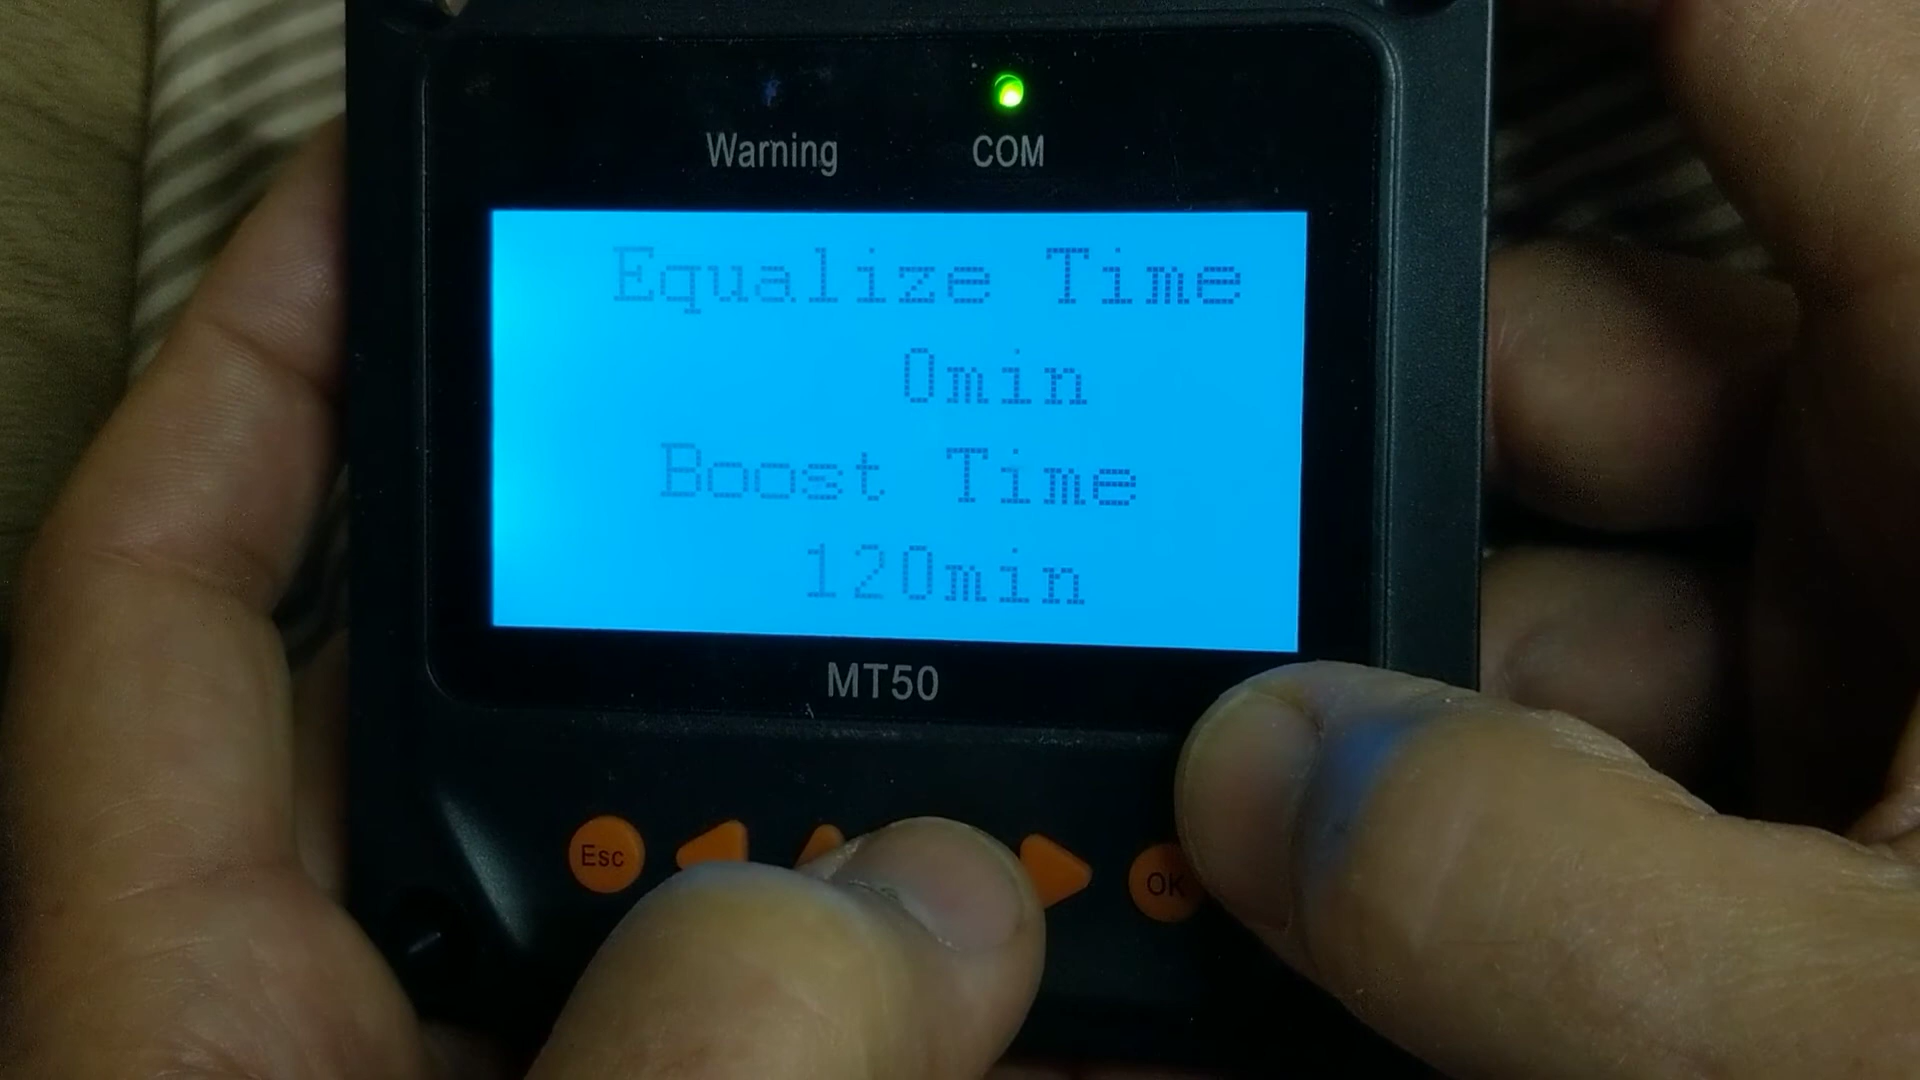 Warning COM
Equalize Time
0min
Boost Time
120min
MT50
Esc OK